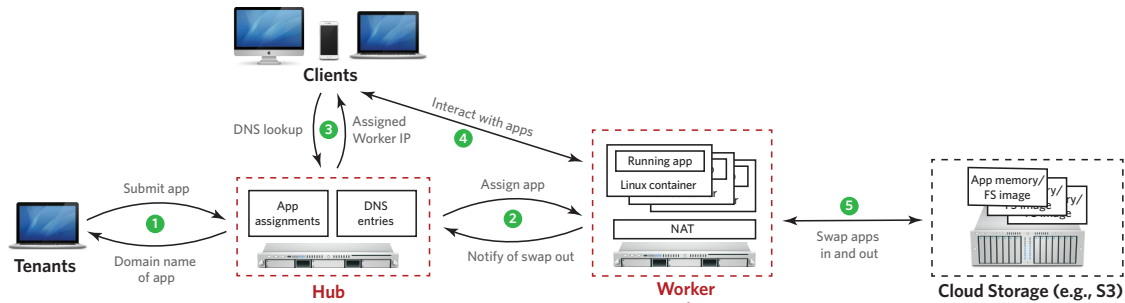 Clients
DNS lookup
3
Assigned
Worker IP
Interact with apps
4
Submit app
1
Domain name
of app
Tenants
App
assignments
DNS
entries
Hub
Assign app
2
Notify of swap out
Running app
Linux container
NAT
Worker
5
Swap apps
in and out
App memory/
FS image
Cloud Storage (e.g., S3)